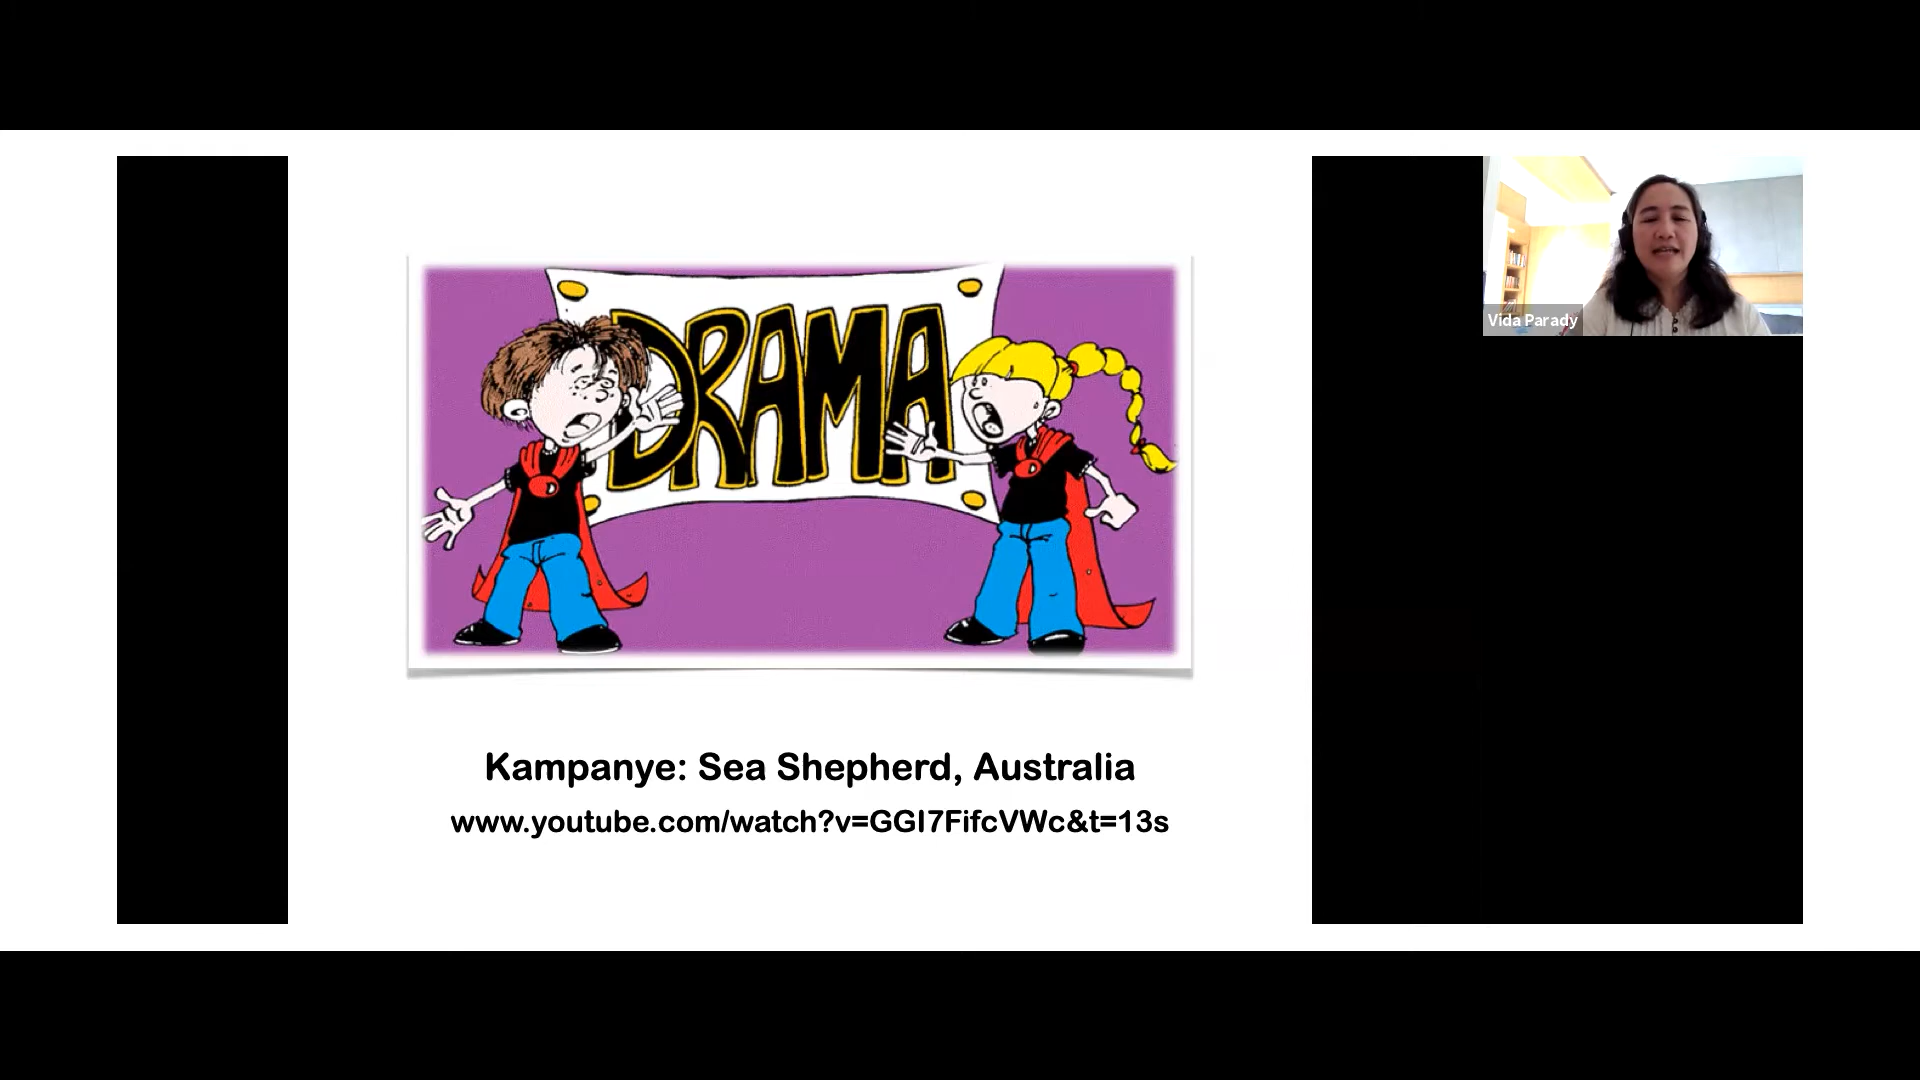 DRAMA
Vida Parady
Kampanye: Sea Shepherd, Australia
www.youtube.com/watch?v=GGI7FifcVWc&t=13s